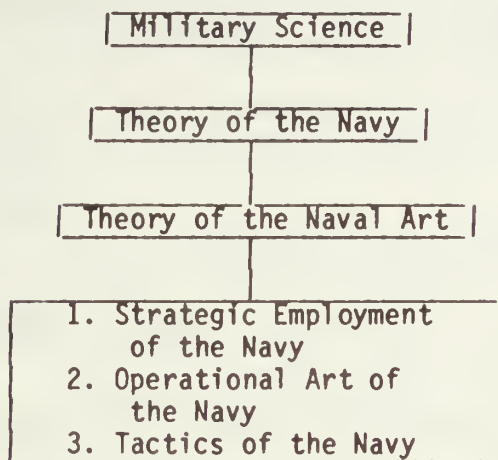 Military Science
Theory of the Navy
Theory of the Naval Art
1. Strategic Employment
of the Navy
2. Operational Art of
the Navy
3. Tactics of the Navy